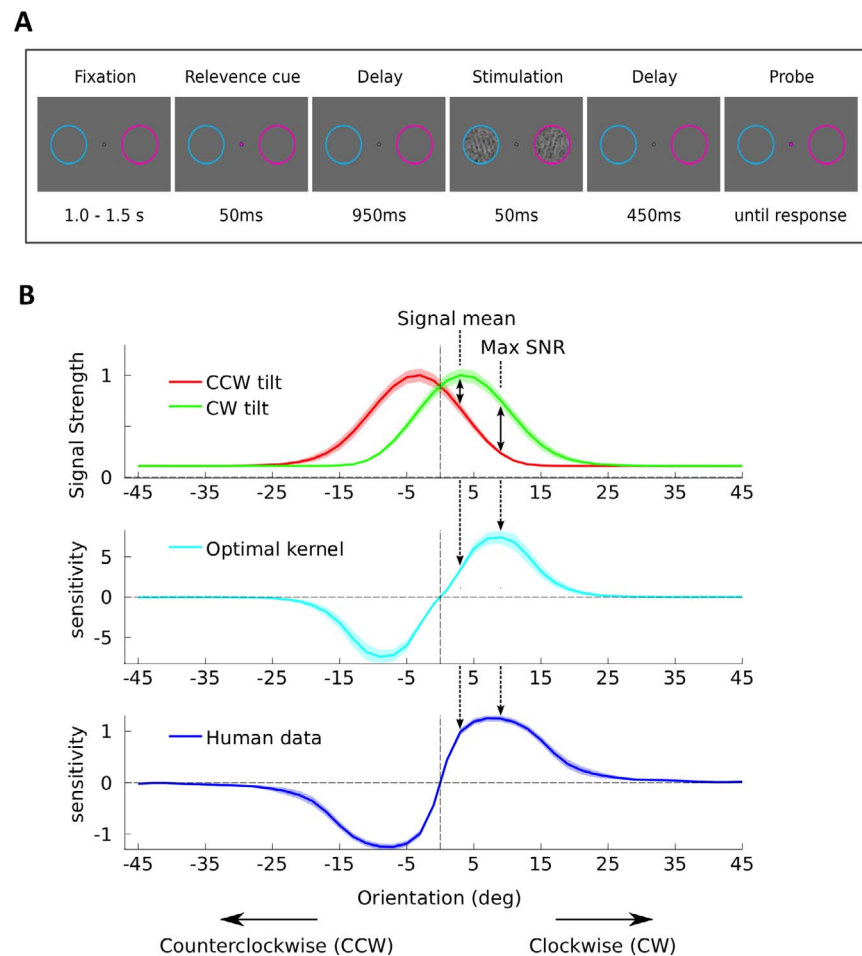 A
Fixation Relevence cue Delay Stimulation Delay Probe
1.0 - 1.5 s 50ms 950ms 50ms 450ms until response
B
Signal mean
Max SNR
CCW tilt
CW tilt
Signal Strength
1
0
-45 -35 -25 -15 -5 5 15 25 35 45
Optimal kernel
sensitivity
5
0
-5
-45 -35 -25 -15 -5 5 15 25 35 45
Human data
sensitivity
1
0
-1
-45 -35 -25 -15 -5 5 15 25 35 45
Orientation (deg)
Counterclockwise (CCW) Clockwise (CW)